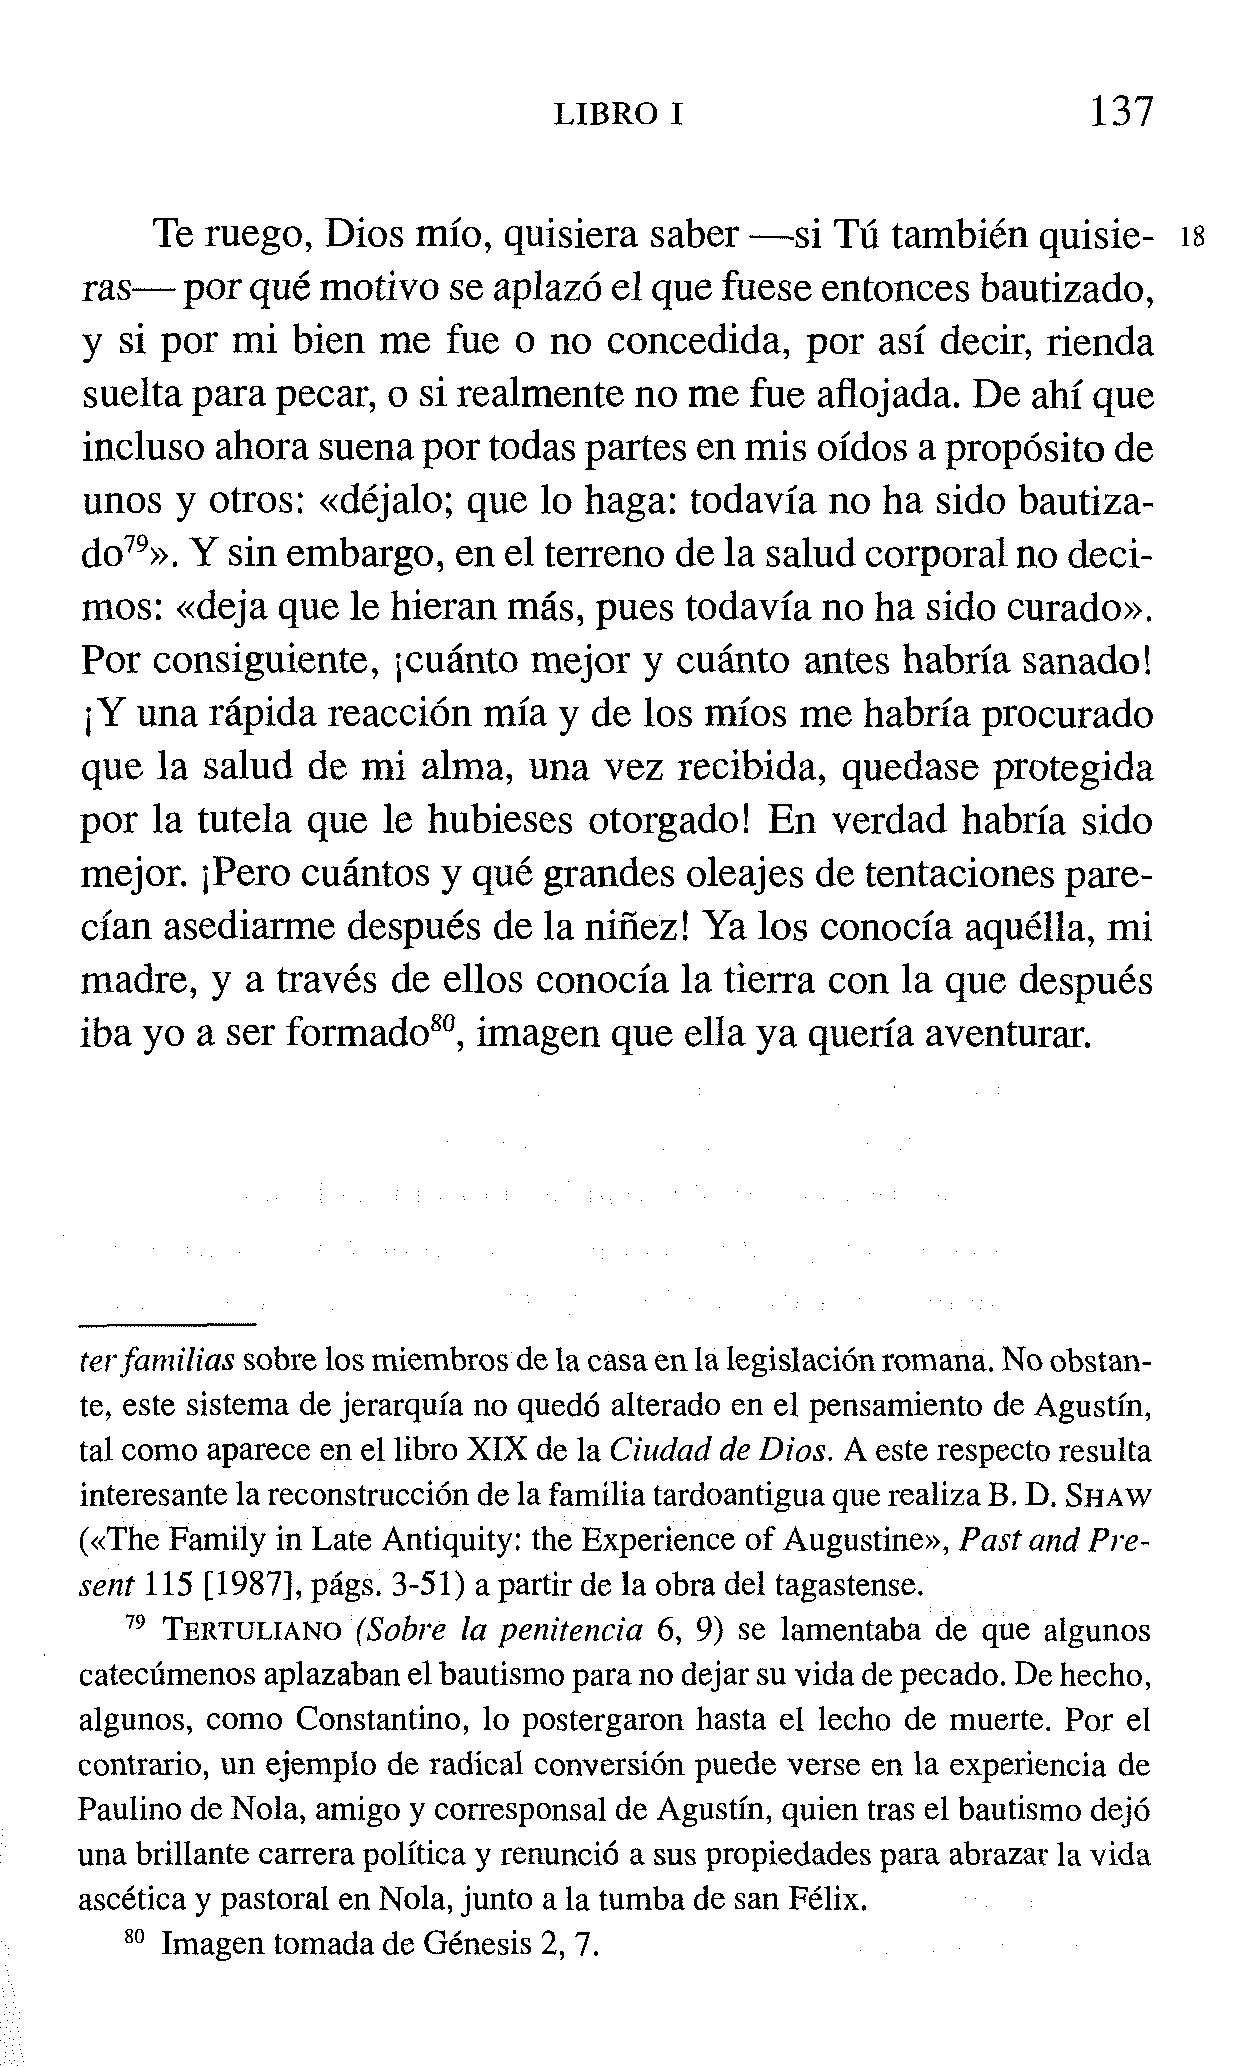 LIBRO I 137
Te ruego, Dios mío, quisiera saber —si Tú también quisie- 18
ras— por qué motivo se aplazó el que fuese entonces bautizado,
y si por mi bien me fue o no concedida, por así decir, rienda
suelta para pecar, o si realmente no me fue aflojada. De ahí que
incluso ahora suena por todas partes en mis oídos a propósito de
unos y otros: «déjalo; que lo haga: todavía no ha sido bautiza-
do⁷⁹». Y sin embargo, en el terreno de la salud corporal no deci-
mos: «deja que le hieran más, pues todavía no ha sido curado».
Por consiguiente, ¡cuánto mejor y cuánto antes habría sanado!
¡Y una rápida reacción mía y de los míos me habría procurado
que la salud de mi alma, una vez recibida, quedase protegida
por la tutela que le hubieses otorgado! En verdad habría sido
mejor. ¡Pero cuántos y qué grandes oleajes de tentaciones pare-
cían asediarme después de la niñez! Ya los conocía aquélla, mi
madre, y a través de ellos conocía la tierra con la que después
iba yo a ser formado⁸⁰, imagen que ella ya quería aventurar.
ter familias sobre los miembros de la casa en la legislación romana. No obstan-
te, este sistema de jerarquía no quedó alterado en el pensamiento de Agustín,
tal como aparece en el libro XIX de la Ciudad de Dios. A este respecto resulta
interesante la reconstrucción de la familia tardoantigua que realiza B. D. SHAW
(«The Family in Late Antiquity: the Experience of Augustine», Past and Pre-
sent 115 [1987], págs. 3-51) a partir de la obra del tagastense.
⁷⁹ TERTULIANO (Sobre la penitencia 6, 9) se lamentaba de que algunos
catecúmenos aplazaban el bautismo para no dejar su vida de pecado. De hecho,
algunos, como Constantino, lo postergaron hasta el lecho de muerte. Por el
contrario, un ejemplo de radical conversión puede verse en la experiencia de
Paulino de Nola, amigo y corresponsal de Agustín, quien tras el bautismo dejó
una brillante carrera política y renunció a sus propiedades para abrazar la vida
ascética y pastoral en Nola, junto a la tumba de san Félix.
⁸⁰ Imagen tomada de Génesis 2, 7.